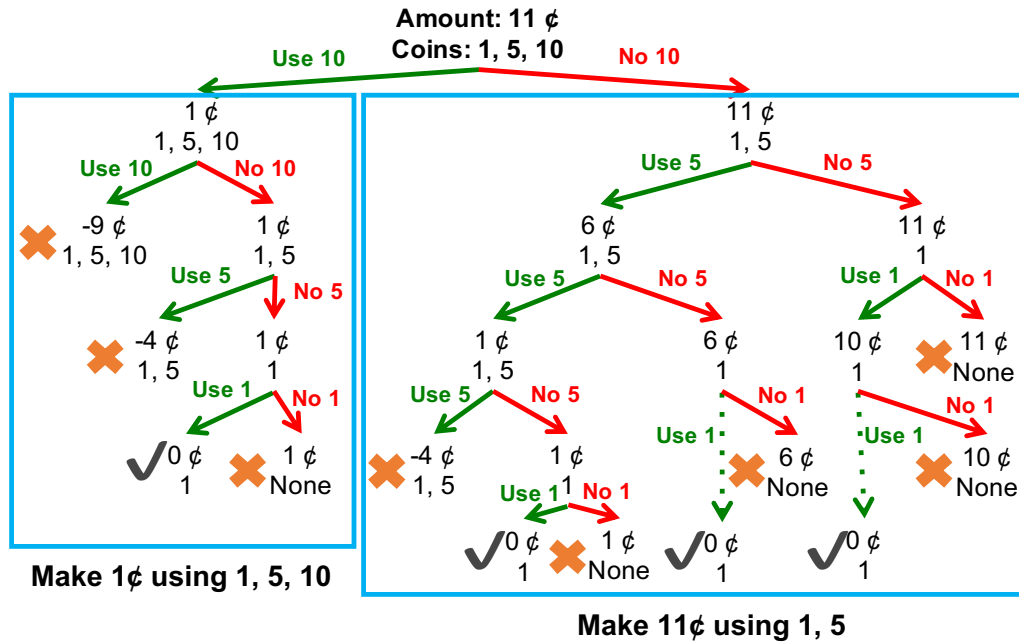 Amount: 11 ¢
Coins: 1, 5, 10
Use 10
No 10
1 ¢
1, 5, 10
11 ¢
1, 5
Use 10
No 10
Use 5
No 5
-9 ¢
1, 5, 10
1 ¢
1, 5
6 ¢
1, 5
11 ¢
1
Use 5
No 5
Use 5
No 5
Use 1
No 1
-4 ¢
1, 5
1 ¢
1
1 ¢
1, 5
6 ¢
1
10 ¢
1
11 ¢
None
Use 1
No 1
Use 5
No 5
Use 1
No 1
Use 1
No 1
0 ¢
1
1 ¢
None
-4 ¢
1, 5
1 ¢
1
6 ¢
None
10 ¢
None
Use 1
No 1
0 ¢
1
1 ¢
None
0 ¢
1
0 ¢
1
Make 1¢ using 1, 5, 10
Make 11¢ using 1, 5